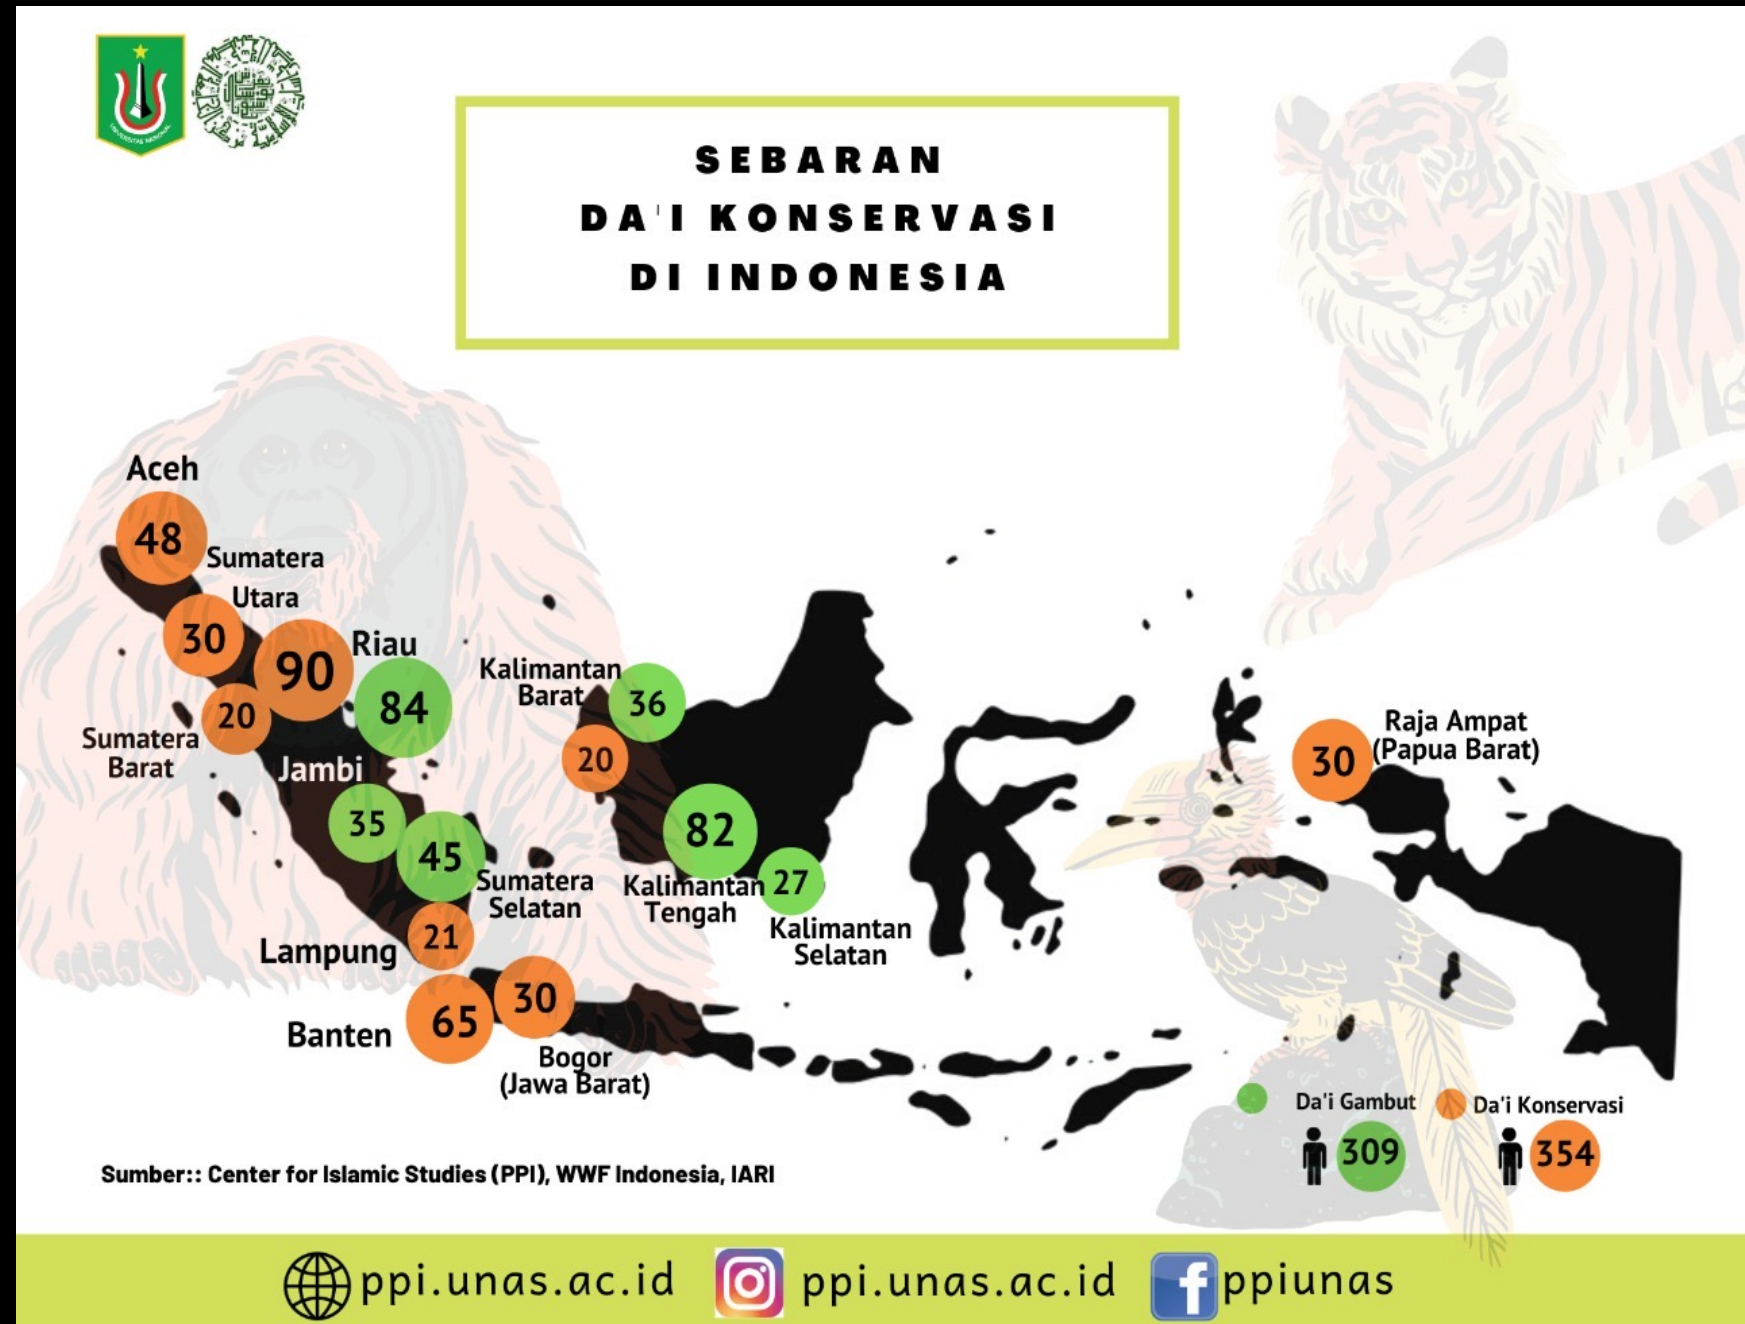 UNIVERSITAS NASIONAL
SEBARAN
DA'I KONSERVASI
DI INDONESIA
Aceh
48
Sumatera
Utara
30
90
Riau
84
20
Sumatera
Barat
Jambi
35
45
Sumatera
Selatan
Lampung
21
Banten
65
30
Bogor
(Jawa Barat)
Kalimantan
Barat
36
20
82
Kalimantan
Tengah
27
Kalimantan
Selatan
30
Raja Ampat
(Papua Barat)
Da'i Gambut
309
Da'i Konservasi
354
Sumber:: Center for Islamic Studies (PPI), WWF Indonesia, IARI
ppi.unas.ac.id
ppi.unas.ac.id
ppiunas